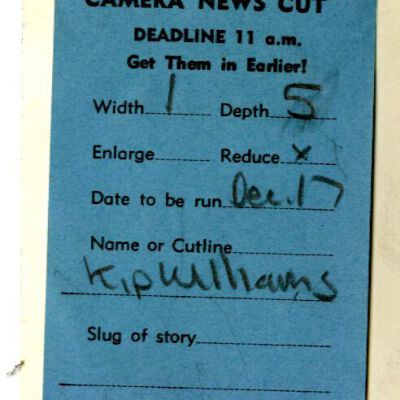 CAMERA NEWS CUT
DEADLINE 11 a.m.
Get Them in Earlier!
Width 1 Depth 5
Enlarge Reduce x
Date to be run Dec. 17
Name or Cutline
Kip Williams
Slug of story